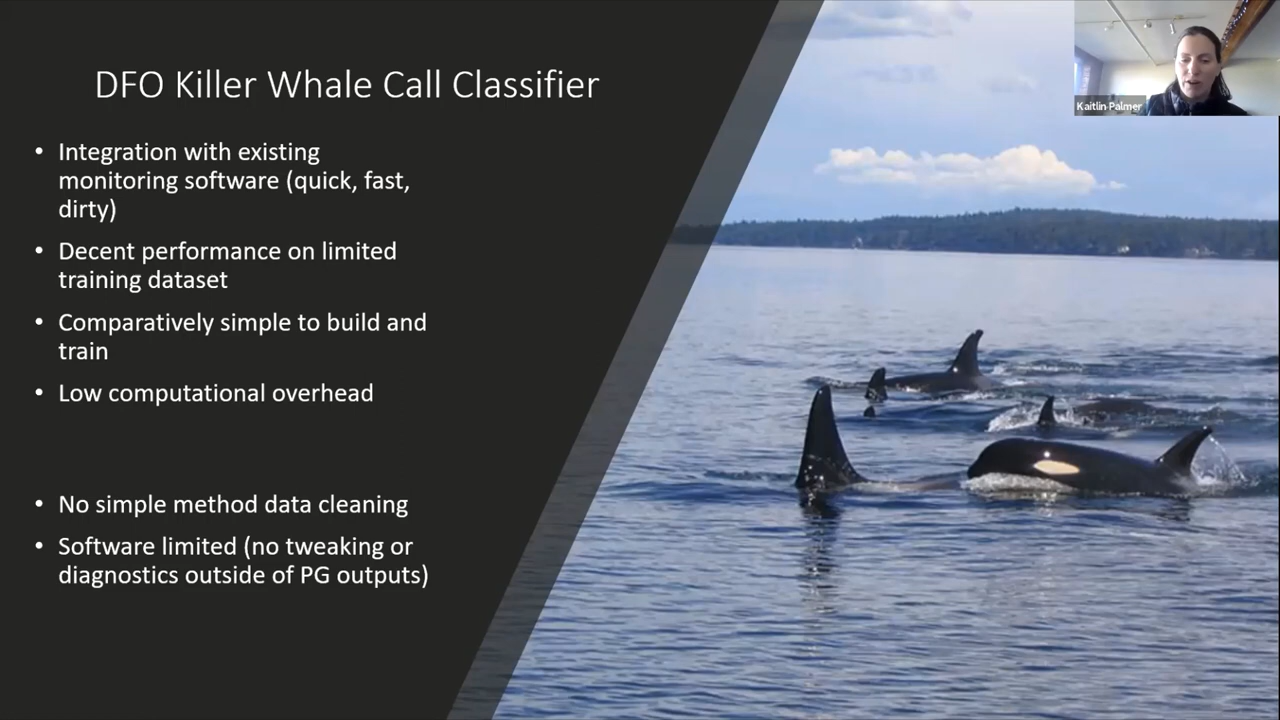 DFO Killer Whale Call Classifier
Kaitlin Palmer
• Integration with existing
monitoring software (quick, fast,
dirty)
• Decent performance on limited
training dataset
• Comparatively simple to build and
train
• Low computational overhead
• No simple method data cleaning
• Software limited (no tweaking or
diagnostics outside of PG outputs)